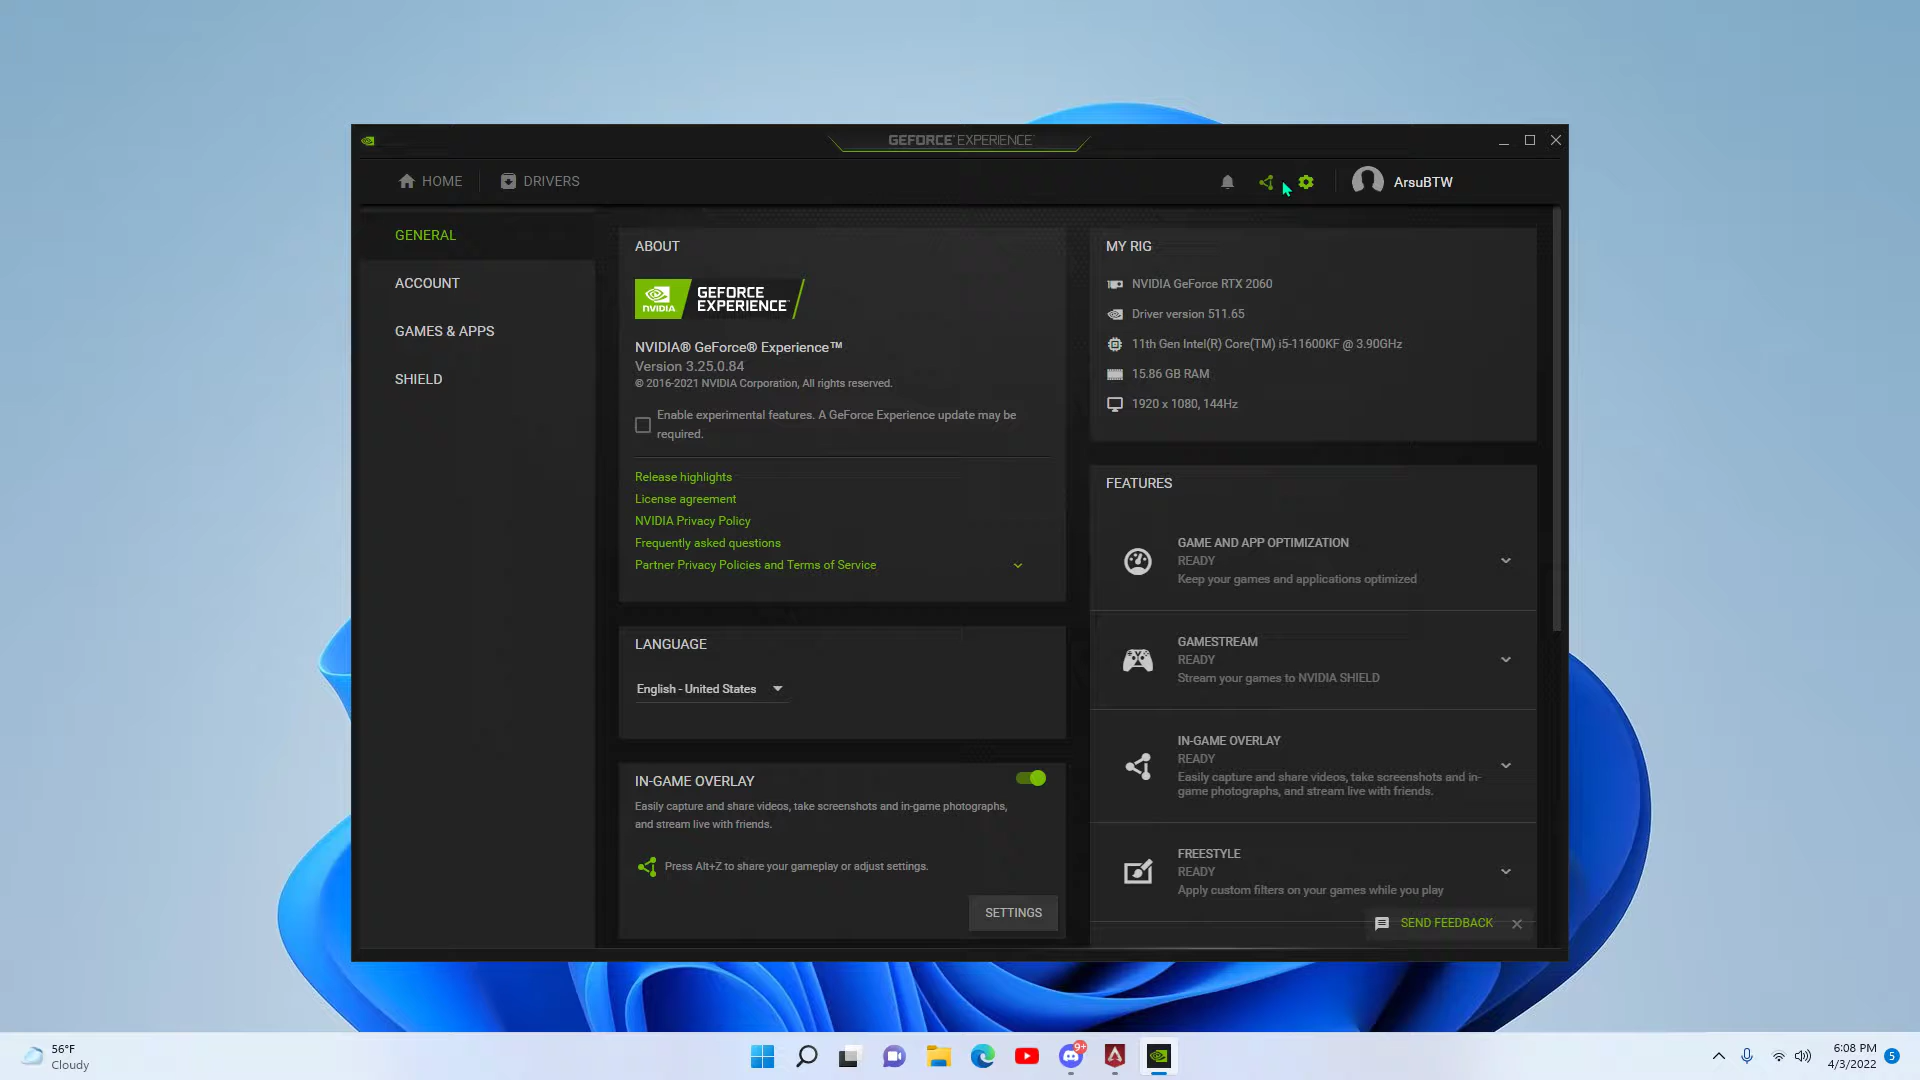 GEFORCE EXPERIENCE
HOME
DRIVERS
ArsuBTW
GENERAL
ACCOUNT
GAMES & APPS
SHIELD
ABOUT
NVIDIA
GEFORCE
EXPERIENCE
NVIDIA® GeForce® Experience™
Version 3.25.0.84
© 2016-2021 NVIDIA Corporation, All rights reserved.
Enable experimental features. A GeForce Experience update may be
required.
Release highlights
License agreement
NVIDIA Privacy Policy
Frequently asked questions
Partner Privacy Policies and Terms of Service
LANGUAGE
English - United States
IN-GAME OVERLAY
Easily capture and share videos, take screenshots and in-game photographs,
and stream live with friends.
Press Alt+Z to share your gameplay or adjust settings.
SETTINGS
MY RIG
NVIDIA GeForce RTX 2060
Driver version 511.65
11th Gen Intel(R) Core(TM) i5-11600KF @ 3.90GHz
15.86 GB RAM
1920 x 1080, 144Hz
FEATURES
GAME AND APP OPTIMIZATION
READY
Keep your games and applications optimized
GAMESTREAM
READY
Stream your games to NVIDIA SHIELD
IN-GAME OVERLAY
READY
Easily capture and share videos, take screenshots and in-
game photographs, and stream live with friends.
FREESTYLE
READY
Apply custom filters on your games while you play
SEND FEEDBACK
56°F
Cloudy
9+
6:08 PM
4/3/2022
5